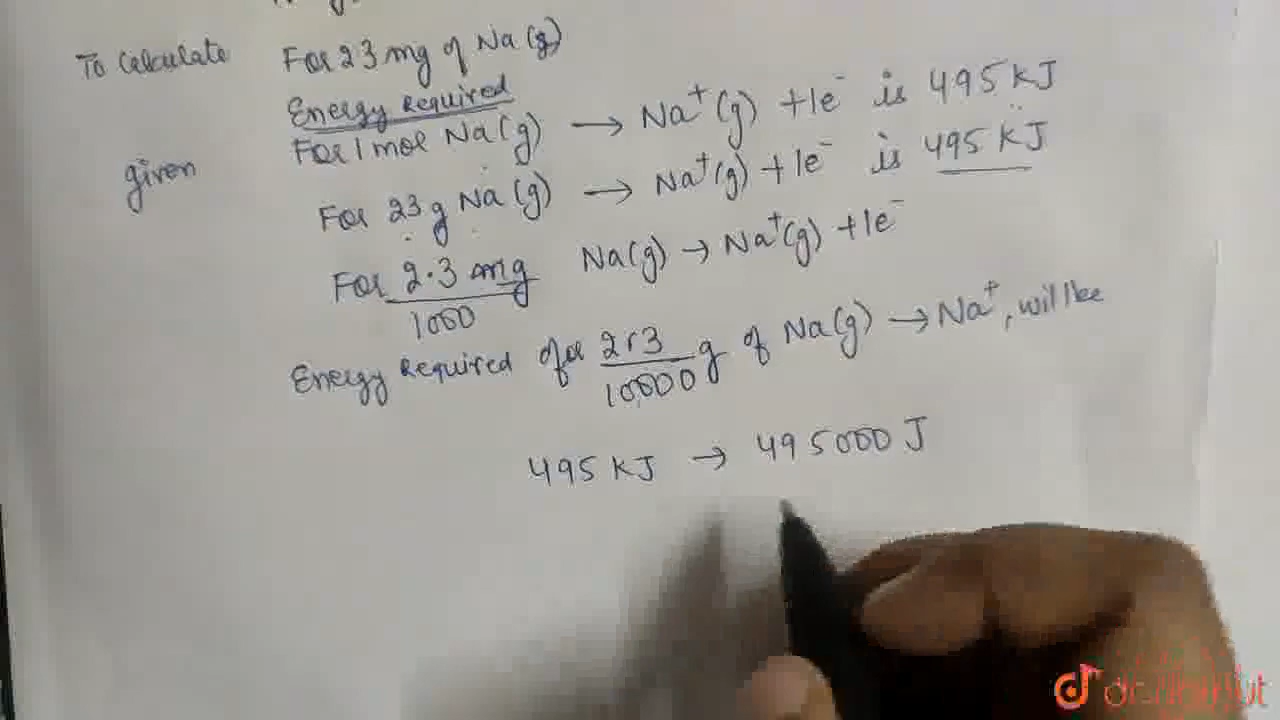 To Calculate For 23 mg of Na(g)
Energy Required
given For 1 mol Na(g) → Na⁺(g) + 1e⁻ is 495 KJ
For 23 g Na(g) → Na⁺(g) + 1e⁻ is 495 KJ
For 2.3 mg / 1000 Na(g) → Na⁺(g) + 1e⁻
Energy Required for 2.3 / 10000 g of Na(g) → Na⁺, will be
495 KJ → 495000 J
doubtnut